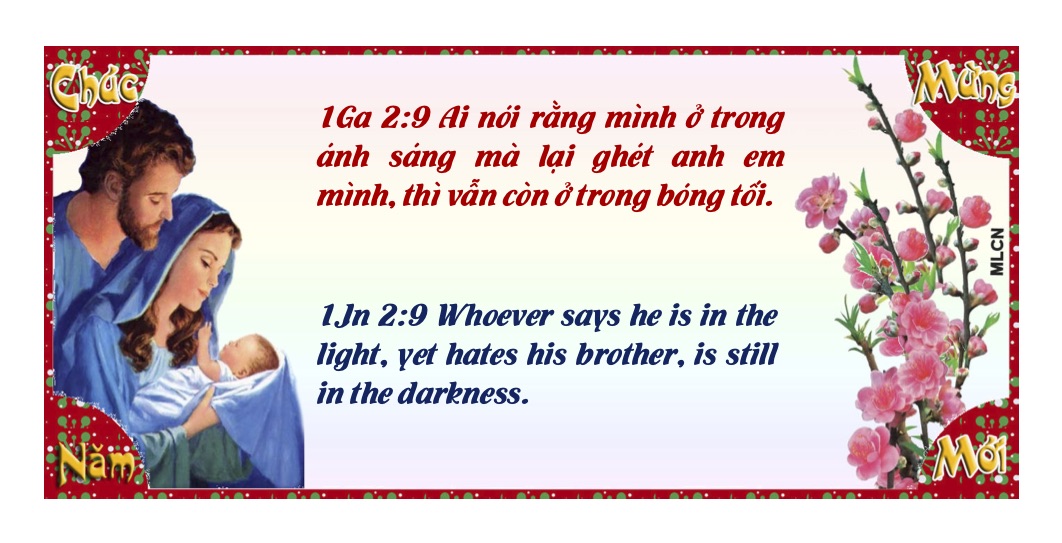 Chúc
Mừng
1Ga 2:9 Ai nói rằng mình ở trong
ánh sáng mà lại ghét anh em
mình, thì vẫn còn ở trong bóng tối.
MLCN
1Jn 2:9 Whoever says he is in the
light, yet hates his brother, is still
in the darkness.
Năm
Mới